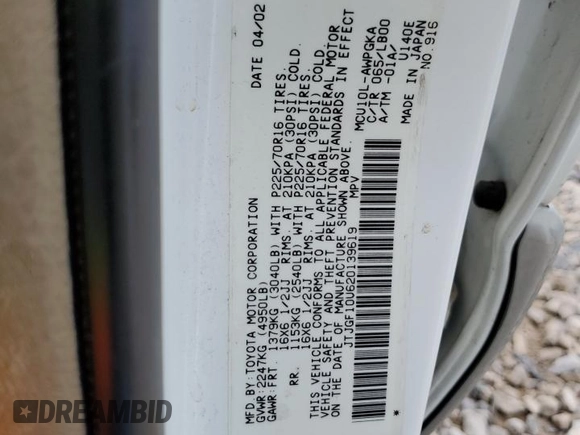 MFD BY TOYOTA MOTOR CORPORATION DATE 04/02
GVWR:2247KG (4950LB)
GAWR:FRT. 1379KG (3040LB) WITH P225/70R16 TIRES.
16X6 1/2JJ RIMS. AT 210KPA (30PSI) COLD.
RR. 1153KG (2540LB) WITH P225/70R16 TIRES.
16X6 1/2JJ RIMS. AT 210KPA (30PSI) COLD.
THIS VEHICLE CONFORMS TO ALL APPLICABLE FEDERAL MOTOR
VEHICLE SAFETY AND THEFT PREVENTION STANDARDS IN EFFECT
ON THE DATE OF MANUFACTURE SHOWN ABOVE.
JTJGF10U620139619 MPV
MCU10L-AWPGKA
C/TR 065/LB00
A/TM -01A/ U140E
MADE IN JAPAN
NO.916
DREAMBID